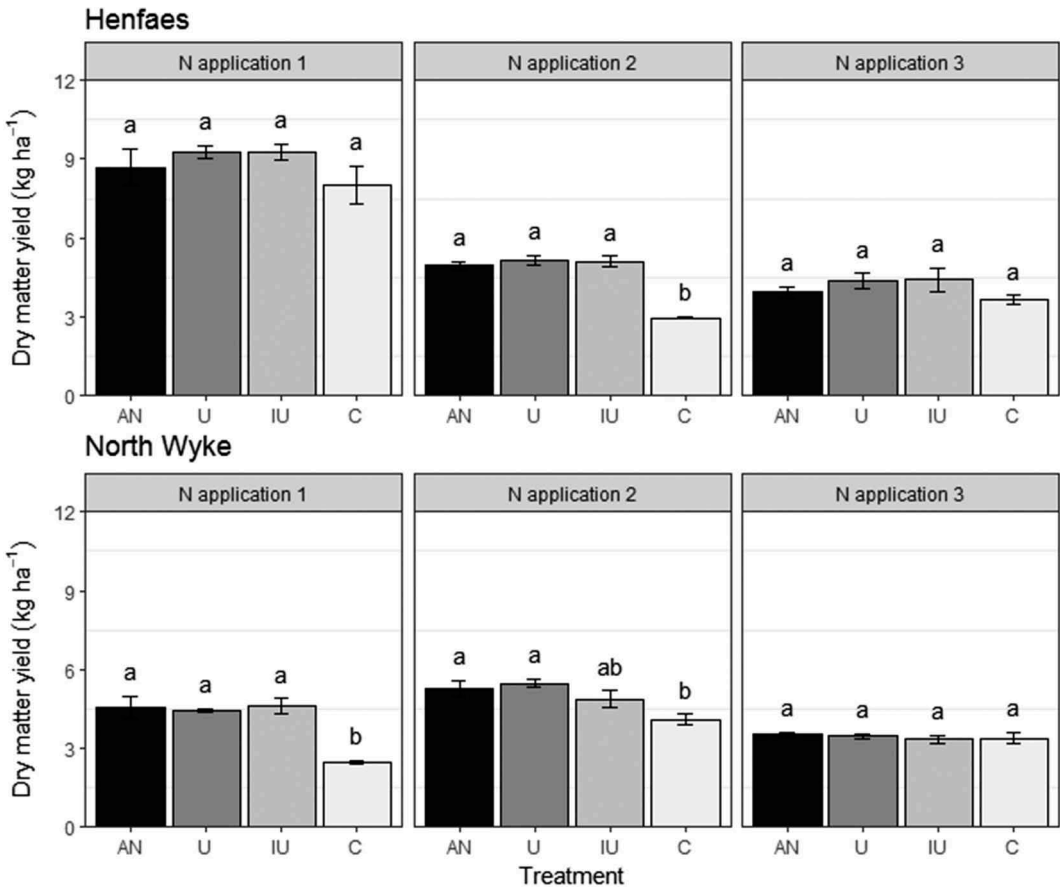 Henfaes
N application 1 N application 2 N application 3
Dry matter yield (kg ha⁻¹)
12
9
6
3
0
a a a a
a a a b
a a a a
AN U IU C AN U IU C AN U IU C
North Wyke
N application 1 N application 2 N application 3
Dry matter yield (kg ha⁻¹)
12
9
6
3
0
a a a b
a a ab b
a a a a
AN U IU C AN U IU C AN U IU C
Treatment